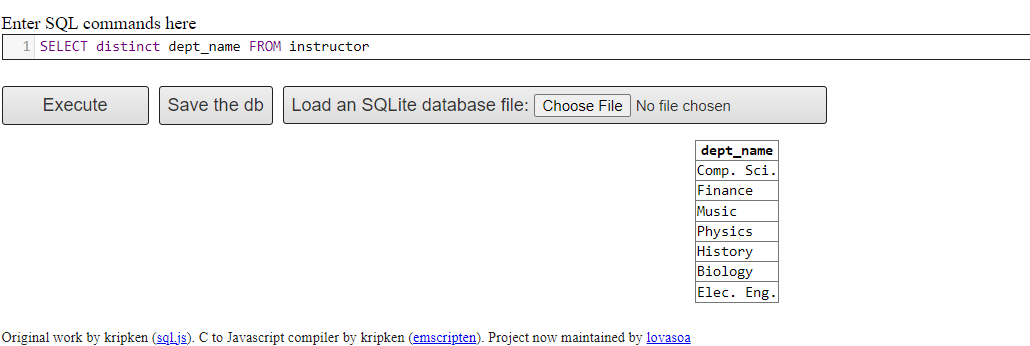 Enter SQL commands here
1 SELECT distinct dept_name FROM instructor
Execute Save the db Load an SQLite database file: Choose File No file chosen
dept_name
Comp. Sci.
Finance
Music
Physics
History
Biology
Elec. Eng.
Original work by kripken (sql.js). C to Javascript compiler by kripken (emscripten). Project now maintained by lovasoa